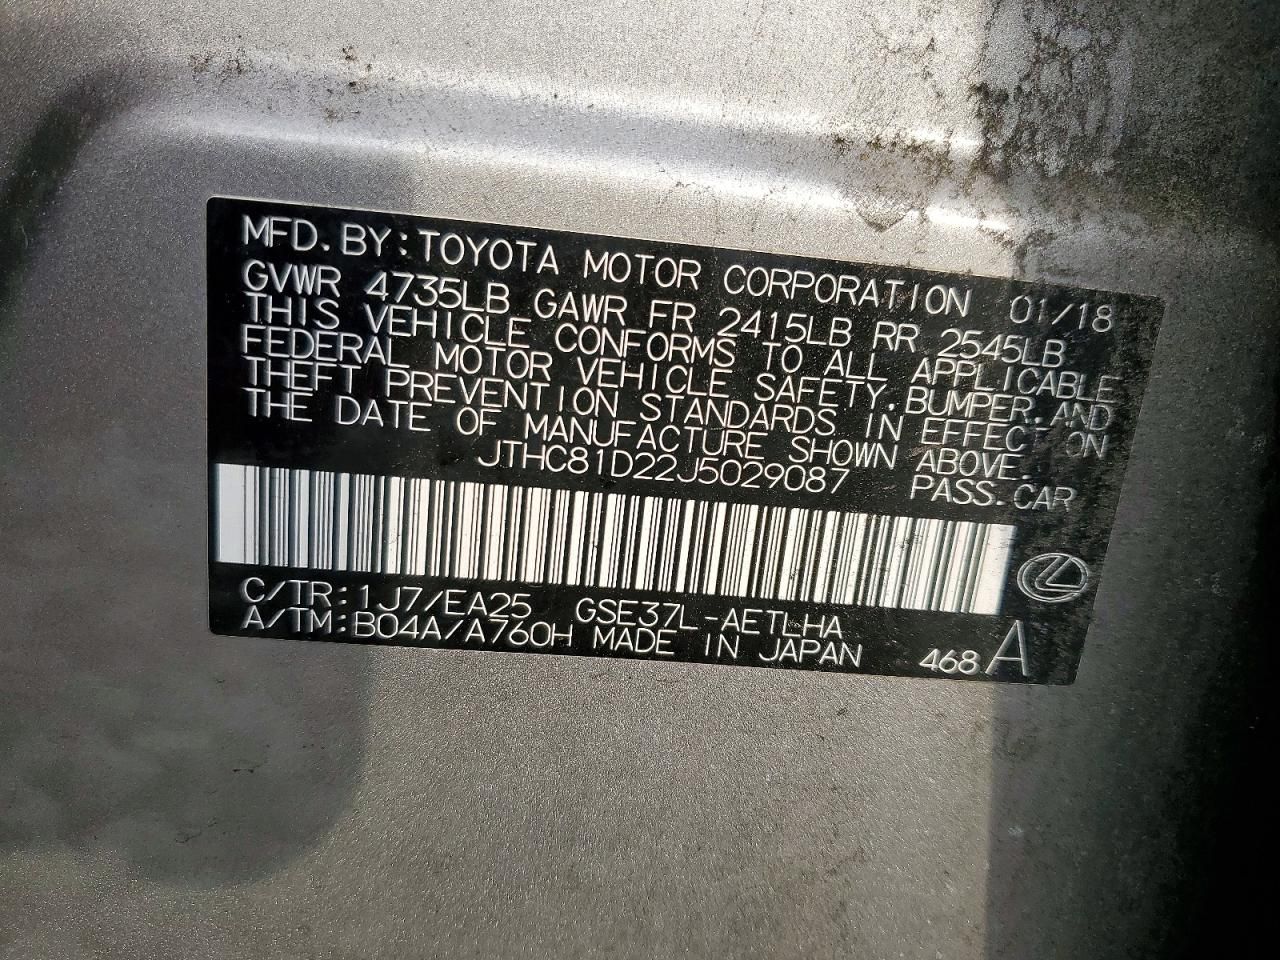 MFD. BY: TOYOTA MOTOR CORPORATION 01/18
GVWR 4735LB GAWR FR 2415LB RR 2545LB
THIS VEHICLE CONFORMS TO ALL APPLICABLE
FEDERAL MOTOR VEHICLE SAFETY, BUMPER, AND
THEFT PREVENTION STANDARDS IN EFFECT ON
THE DATE OF MANUFACTURE SHOWN ABOVE.
JTHC81D22J5029087 PASS. CAR
C/TR: 1J7/EA25 GSE37L-AETLHA
A/TM: B04A/A760H MADE IN JAPAN 468 A